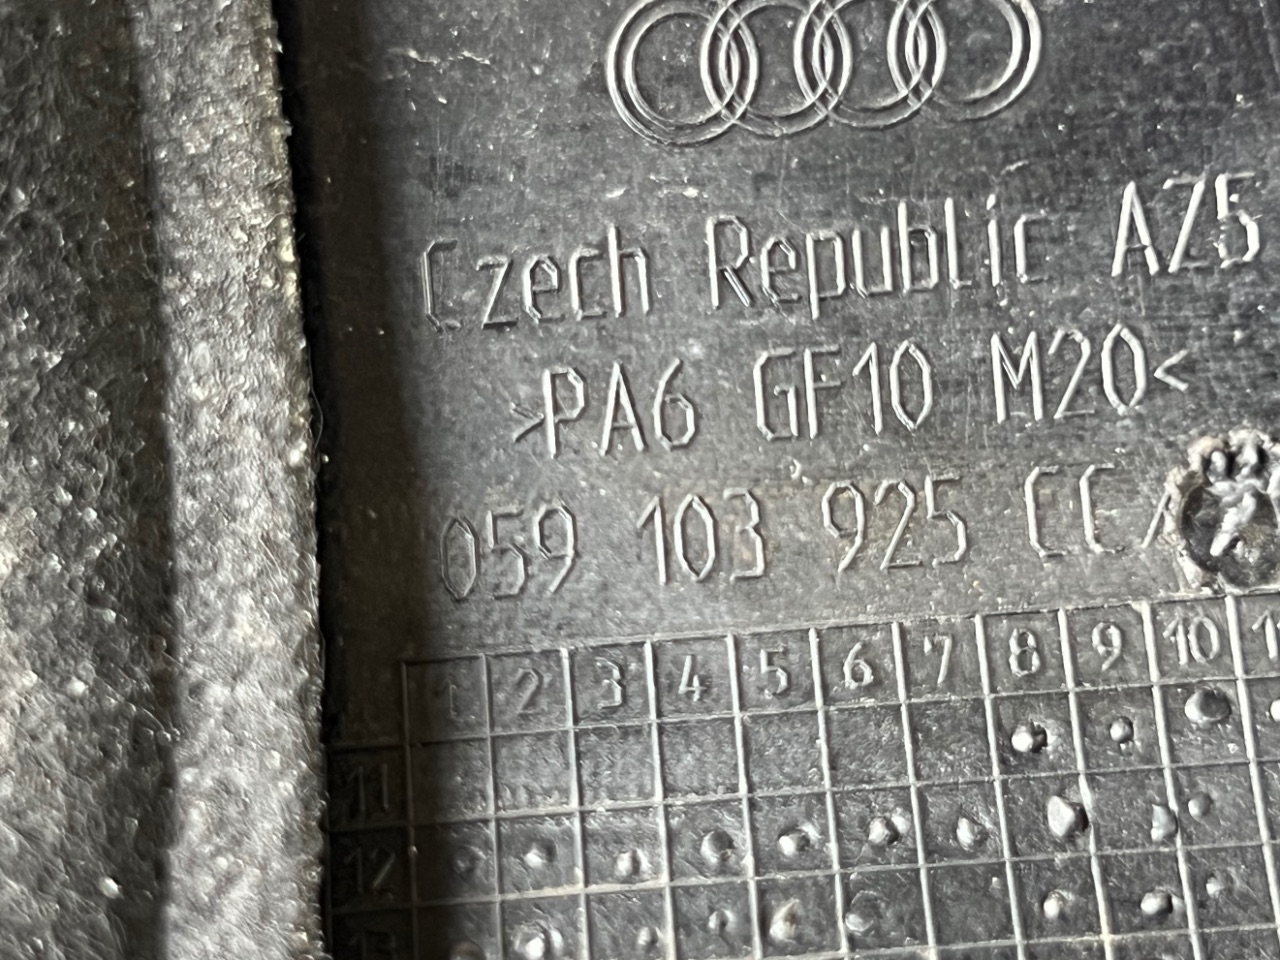 Czech Republic AZ5
>PA6 GF10 M20<
059 103 925 CC
1 2 3 4 5 6 7 8 9 10
11
12
13